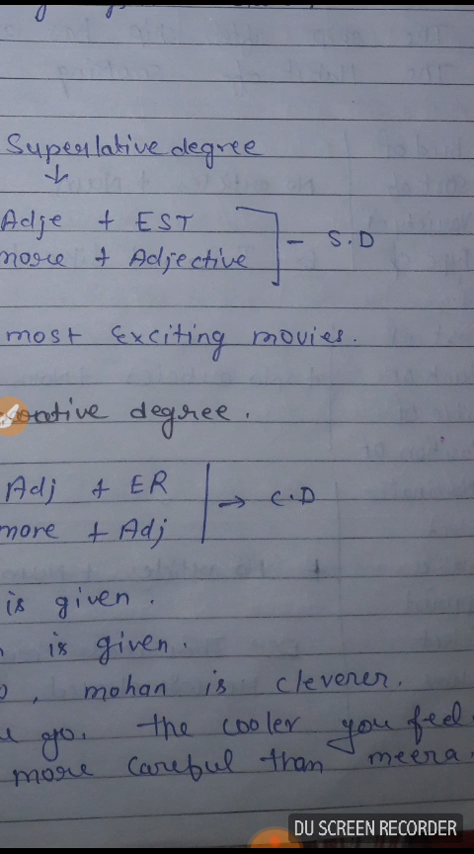 Superlative degree
↓
Adje + EST
more + Adjective ] - S.D
most Exciting movies.
degree.
Adj + ER
more + Adj | → C.D
is given.
is given.
, mohan is cleverer.
go. the cooler you feel.
more careful than meera.
DU SCREEN RECORDER